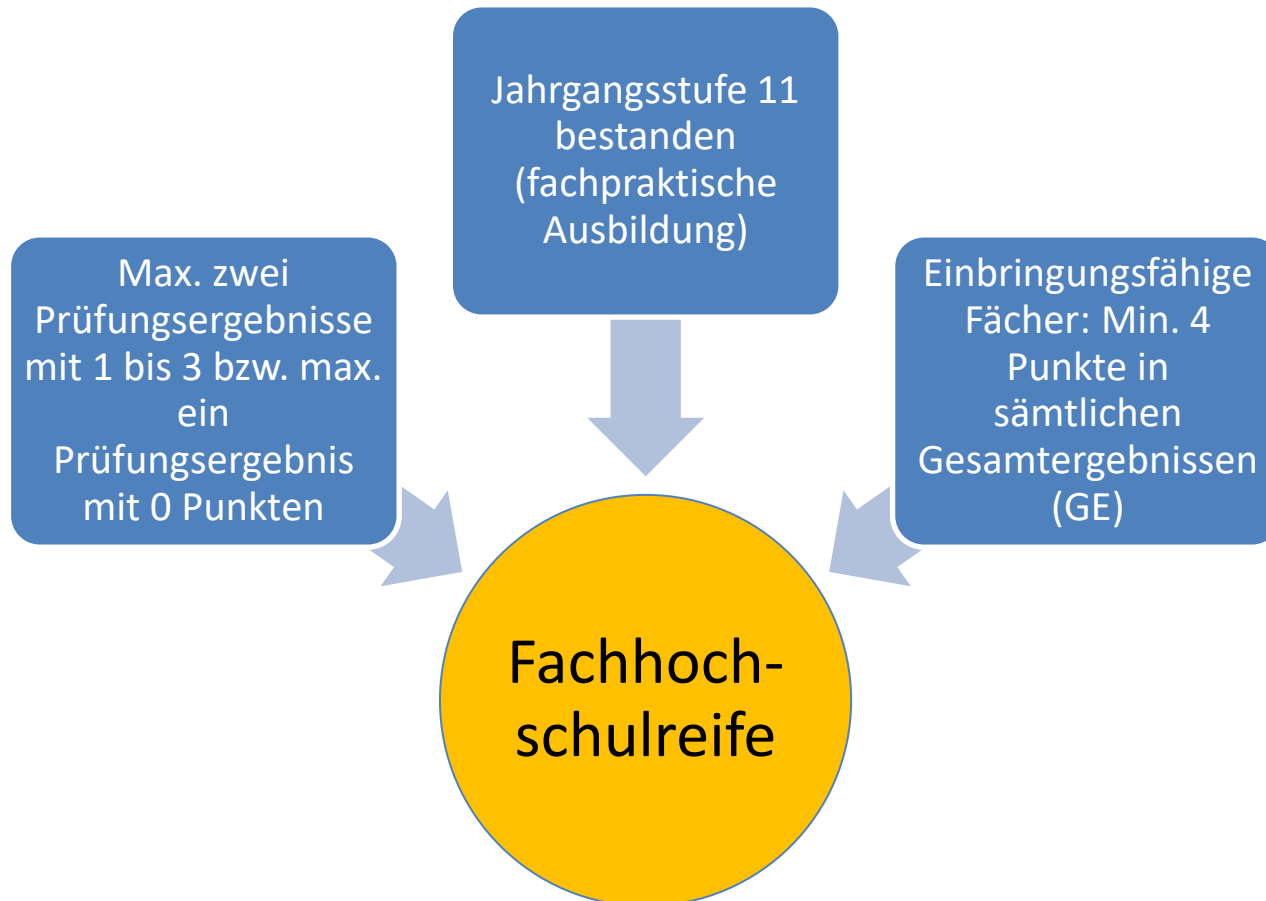 Jahrgangsstufe 11
bestanden
(fachpraktische
Ausbildung)
Max. zwei
Prüfungsergebnisse
mit 1 bis 3 bzw. max.
ein
Prüfungsergebnis
mit 0 Punkten
Einbringungsfähige
Fächer: Min. 4
Punkte in
sämtlichen
Gesamtergebnissen
(GE)
Fachhoch-
schulreife